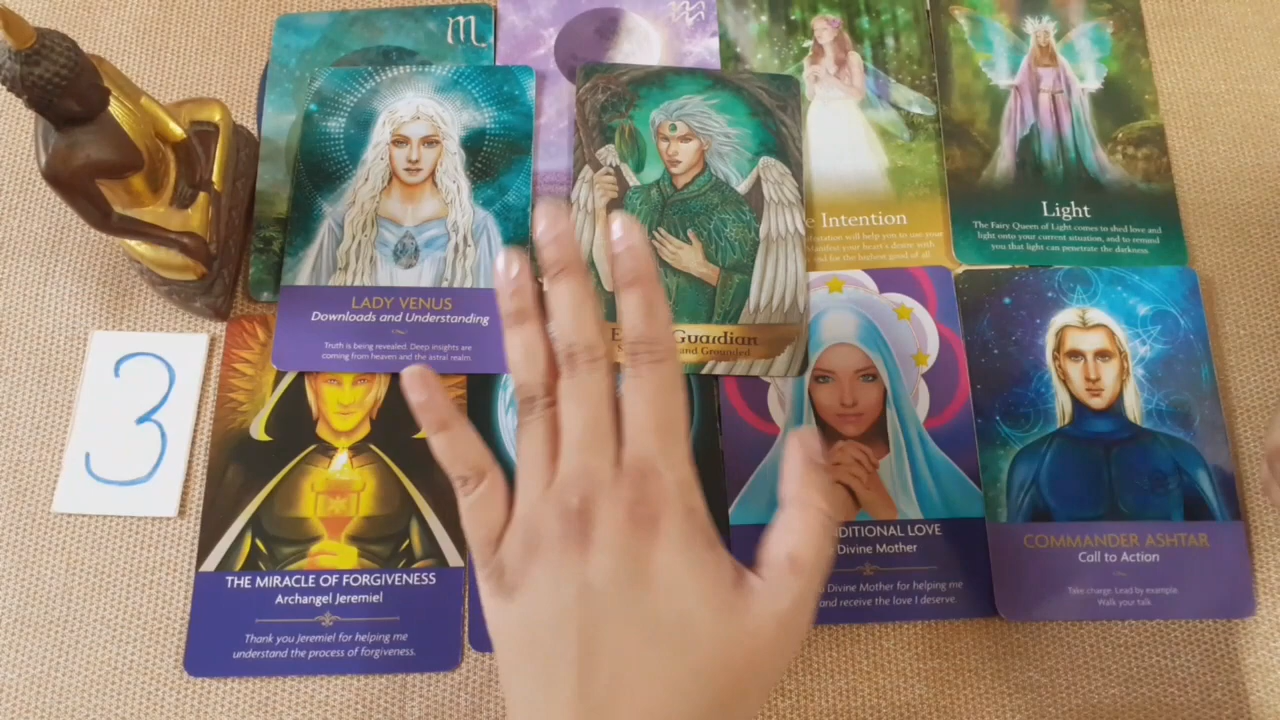 e Intention
Light
The Fairy Queen of Light comes to shed love and
light onto your current situation, and to remind
you that light can penetrate the darkness.
will help you to use your
your heart's desire with
and for the highest good of all
LADY VENUS
Downloads and Understanding
Truth is being revealed. Deep insights are
coming from heaven and the astral realm.
Guardian
and Grounded
3
THE MIRACLE OF FORGIVENESS
Archangel Jeremiel
Thank you Jeremiel for helping me
understand the process of forgiveness.
NDITIONAL LOVE
Divine Mother
Divine Mother for helping me
and receive the love I deserve.
COMMANDER ASHTAR
Call to Action
Take charge. Lead by example.
Walk your talk.